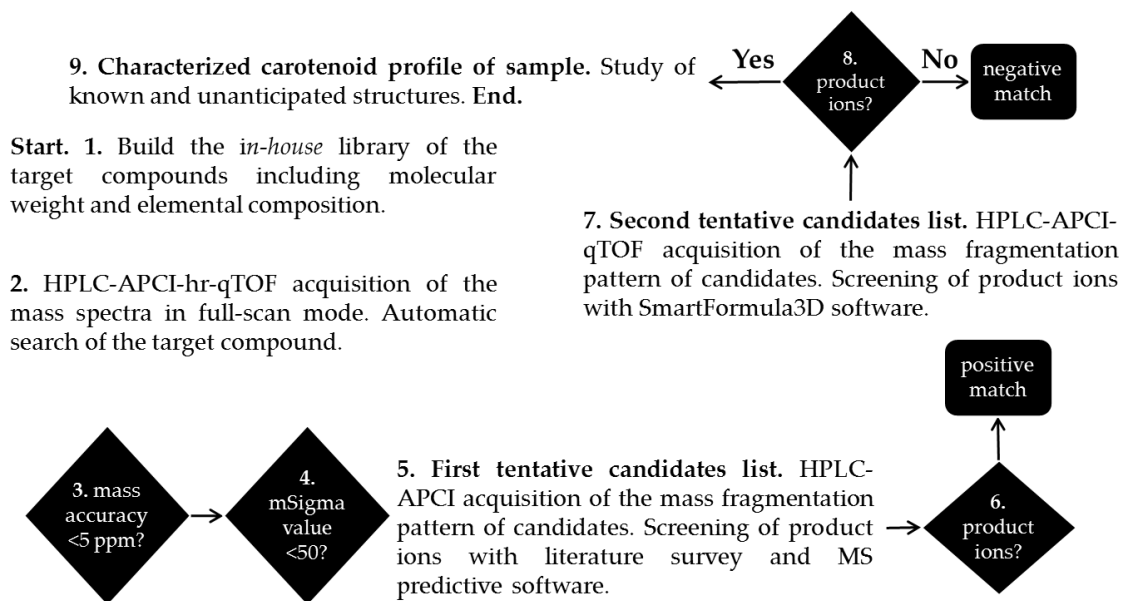 9. Characterized carotenoid profile of sample. Study of
known and unanticipated structures. End.
Yes
8.
product
ions?
No
negative
match
Start. 1. Build the in-house library of the
target compounds including molecular
weight and elemental composition.
7. Second tentative candidates list. HPLC-APCI-
qTOF acquisition of the mass fragmentation
pattern of candidates. Screening of product ions
with SmartFormula3D software.
2. HPLC-APCI-hr-qTOF acquisition of the
mass spectra in full-scan mode. Automatic
search of the target compound.
positive
match
3. mass
accuracy
<5 ppm?
4.
mSigma
value
<50?
5. First tentative candidates list. HPLC-
APCI acquisition of the mass fragmentation
pattern of candidates. Screening of product
ions with literature survey and MS
predictive software.
6.
product
ions?